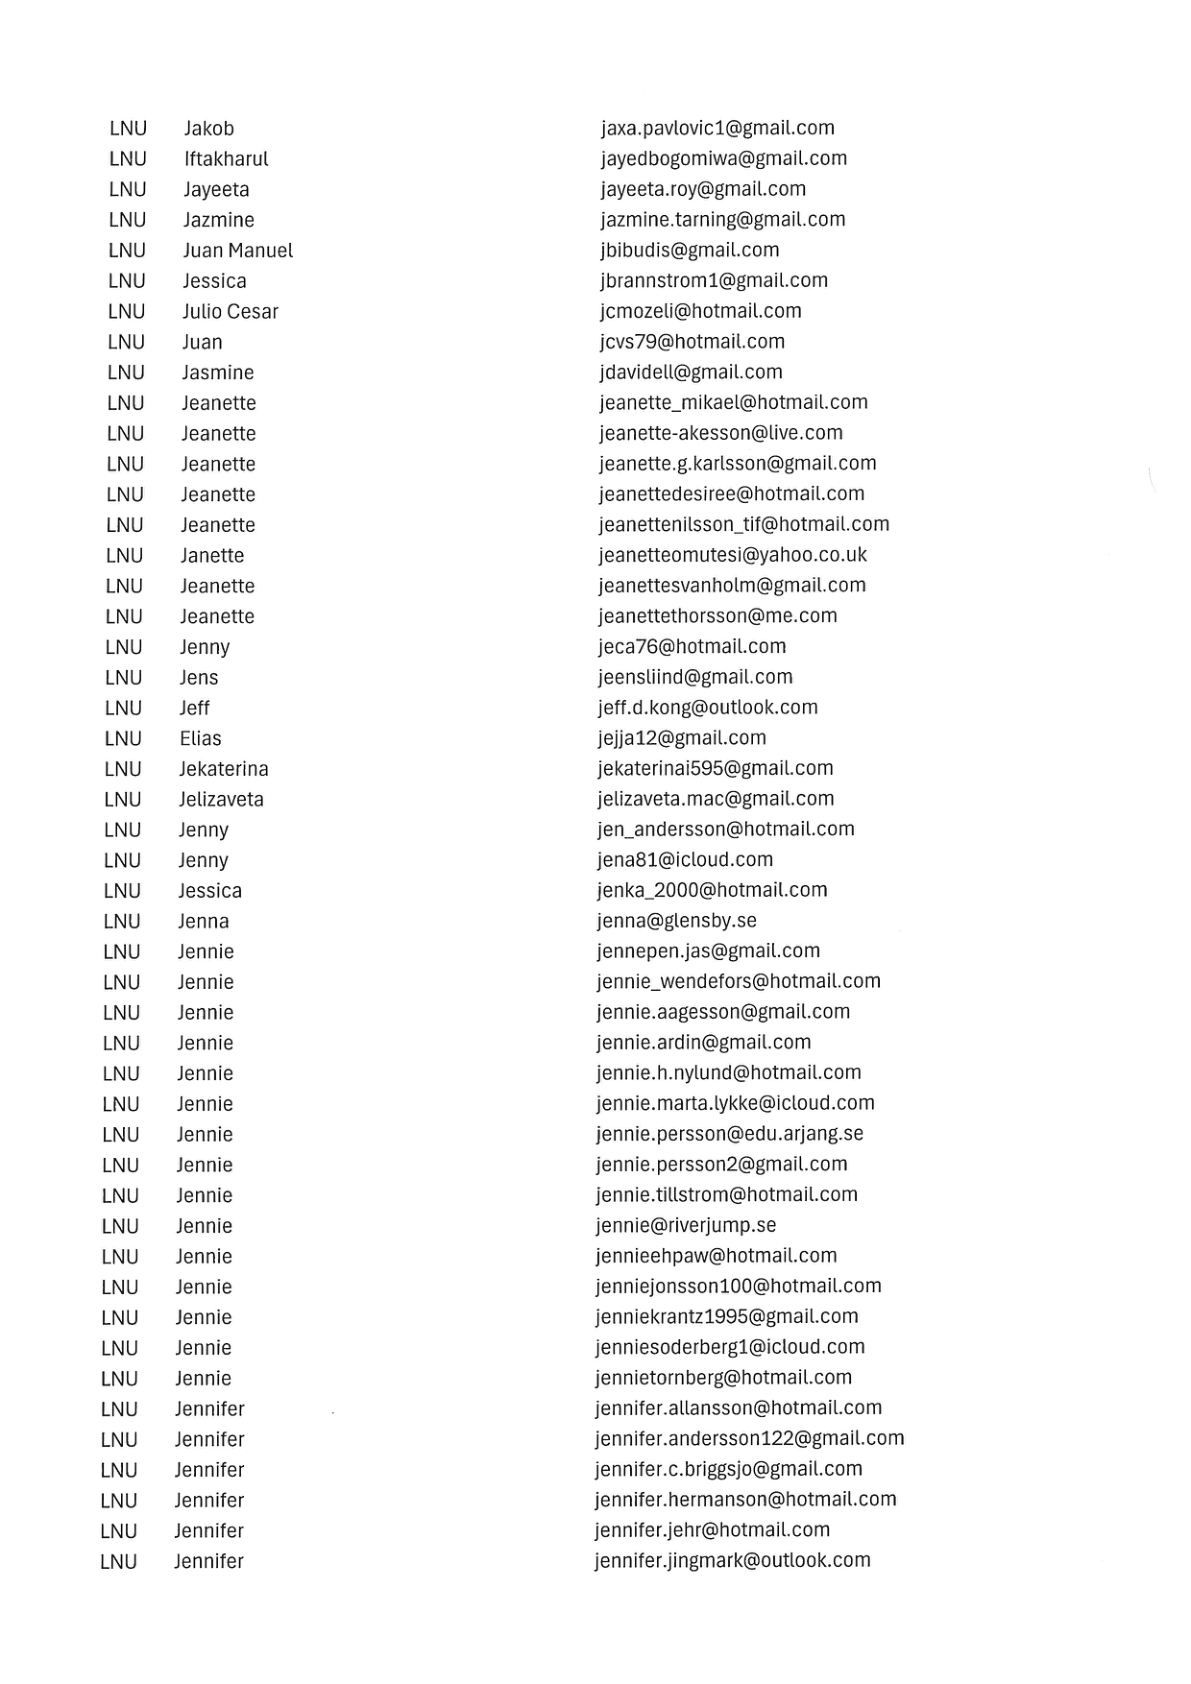 LNU Jakob jaxa.pavlovic1@gmail.com
LNU Iftakharul jayedbogomiwa@gmail.com
LNU Jayeeta jayeeta.roy@gmail.com
LNU Jazmine jazmine.tarning@gmail.com
LNU Juan Manuel jbibudis@gmail.com
LNU Jessica jbrannstrom1@gmail.com
LNU Julio Cesar jcmozeli@hotmail.com
LNU Juan jcvs79@hotmail.com
LNU Jasmine jdavidell@gmail.com
LNU Jeanette jeanette_mikael@hotmail.com
LNU Jeanette jeanette-akesson@live.com
LNU Jeanette jeanette.g.karlsson@gmail.com
LNU Jeanette jeanettedesiree@hotmail.com
LNU Jeanette jeanettenilsson_tif@hotmail.com
LNU Janette jeanetteomutesi@yahoo.co.uk
LNU Jeanette jeanettesvanholm@gmail.com
LNU Jeanette jeanettethorsson@me.com
LNU Jenny jeca76@hotmail.com
LNU Jens jeensliind@gmail.com
LNU Jeff jeff.d.kong@outlook.com
LNU Elias jejja12@gmail.com
LNU Jekaterina jekaterinai595@gmail.com
LNU Jelizaveta jelizaveta.mac@gmail.com
LNU Jenny jen_andersson@hotmail.com
LNU Jenny jena81@icloud.com
LNU Jessica jenka_2000@hotmail.com
LNU Jenna jenna@glensby.se
LNU Jennie jennepen.jas@gmail.com
LNU Jennie jennie_wendefors@hotmail.com
LNU Jennie jennie.aagesson@gmail.com
LNU Jennie jennie.ardin@gmail.com
LNU Jennie jennie.h.nylund@hotmail.com
LNU Jennie jennie.marta.lykke@icloud.com
LNU Jennie jennie.persson@edu.arjang.se
LNU Jennie jennie.persson2@gmail.com
LNU Jennie jennie.tillstrom@hotmail.com
LNU Jennie jennie@riverjump.se
LNU Jennie jennieehpaw@hotmail.com
LNU Jennie jenniejonsson100@hotmail.com
LNU Jennie jenniekrantz1995@gmail.com
LNU Jennie jenniesoderberg1@icloud.com
LNU Jennie jennietornberg@hotmail.com
LNU Jennifer jennifer.allansson@hotmail.com
LNU Jennifer jennifer.andersson122@gmail.com
LNU Jennifer jennifer.c.briggsjo@gmail.com
LNU Jennifer jennifer.hermanson@hotmail.com
LNU Jennifer jennifer.jehr@hotmail.com
LNU Jennifer jennifer.jingmark@outlook.com